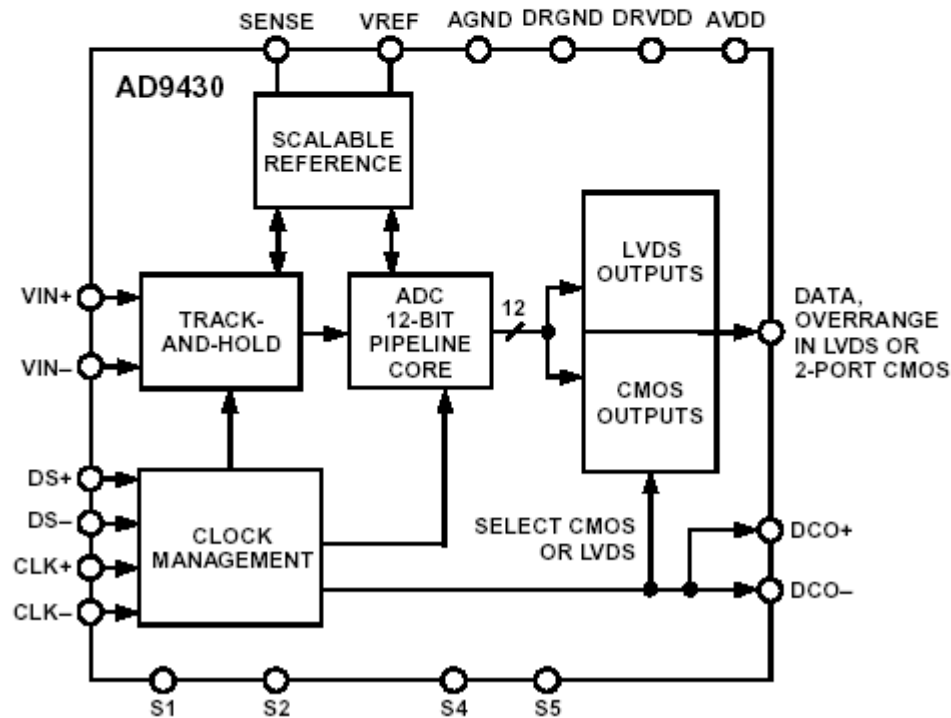 SENSE
VREF
AGND
DRGND
DRVDD
AVDD
AD9430
SCALABLE
REFERENCE
VIN+
VIN–
TRACK-
AND-HOLD
ADC
12-BIT
PIPELINE
CORE
12
LVDS
OUTPUTS
CMOS
OUTPUTS
DATA,
OVERRANGE
IN LVDS OR
2-PORT CMOS
DS+
DS–
CLK+
CLK–
CLOCK
MANAGEMENT
SELECT CMOS
OR LVDS
DCO+
DCO–
S1
S2
S4
S5